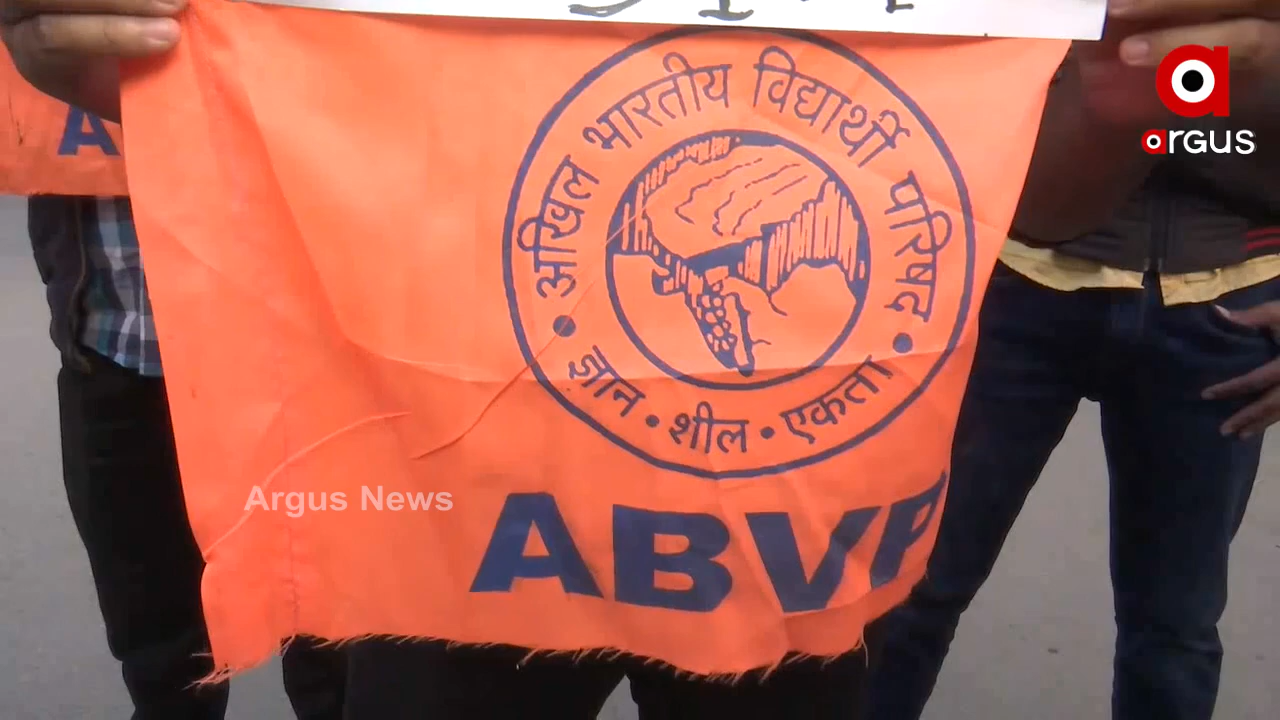 अखिल भारतीय विद्यार्थी परिषद
ज्ञान • शील • एकता
ABVP
A
argus
Argus News